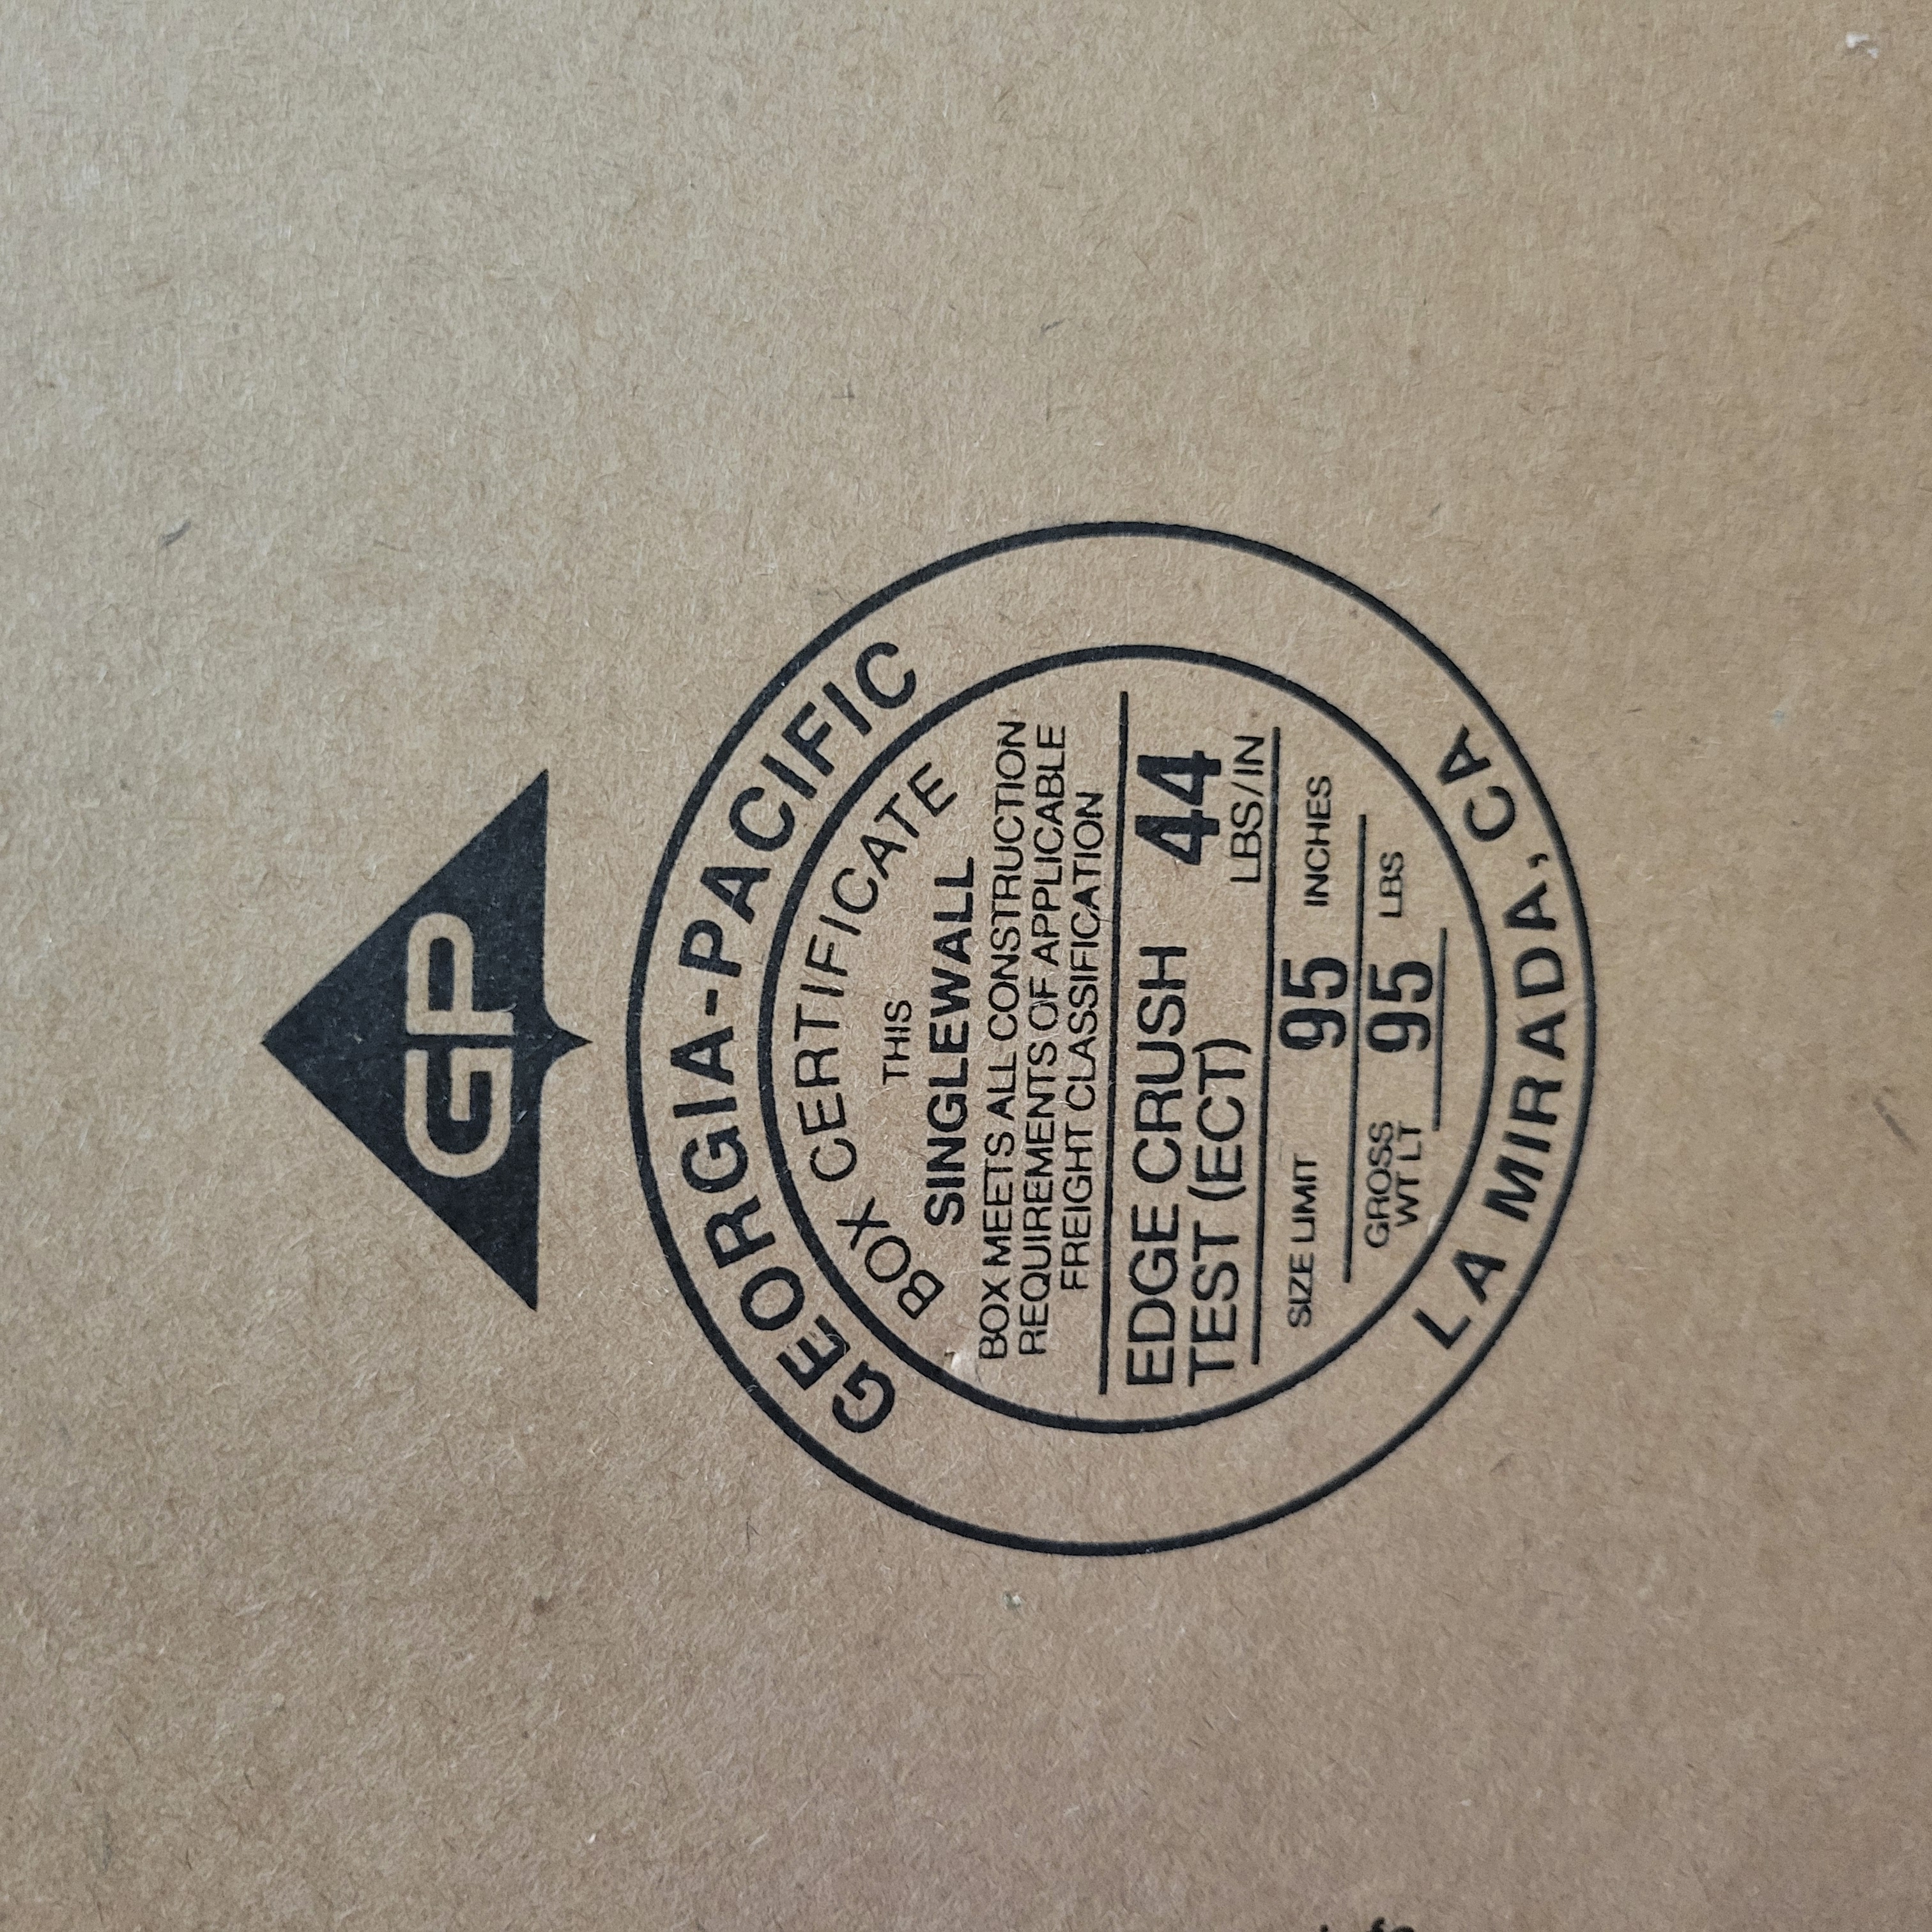 GP
GEORGIA-PACIFIC
BOX CERTIFICATE
THIS
SINGLEWALL
BOX MEETS ALL CONSTRUCTION
REQUIREMENTS OF APPLICABLE
FREIGHT CLASSIFICATION
EDGE CRUSH 44
TEST (ECT) LBS/IN
SIZE LIMIT 95 INCHES
GROSS 95 LBS
WT LT
LA MIRADA, CA